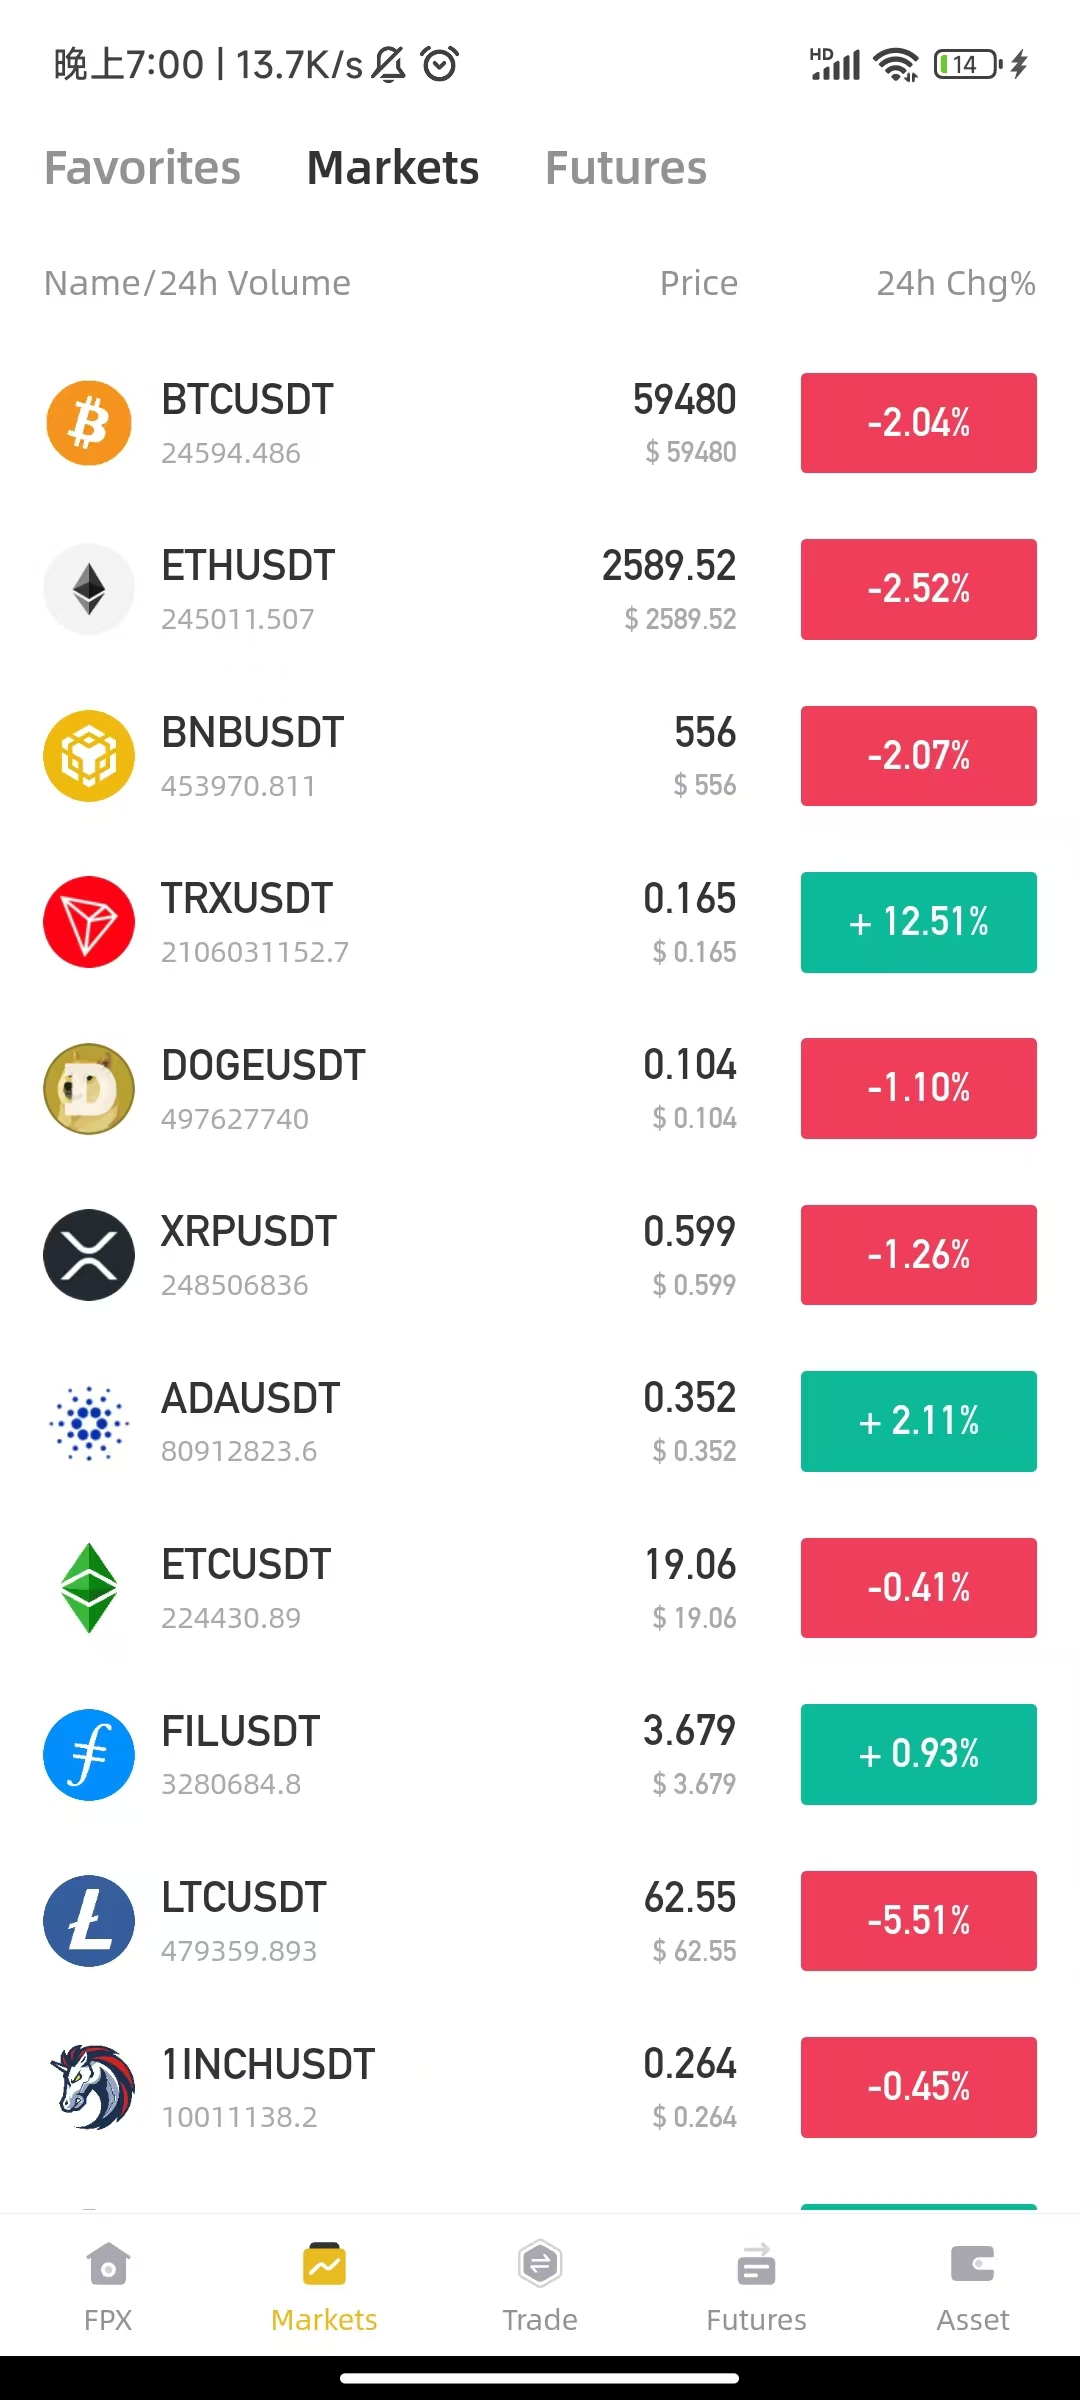 晚上7:00 | 13.7K/s
HD 14
Favorites Markets Futures
Name/24h Volume Price 24h Chg%
BTCUSDT 59480 -2.04%
24594.486 $ 59480
ETHUSDT 2589.52 -2.52%
245011.507 $ 2589.52
BNBUSDT 556 -2.07%
453970.811 $ 556
TRXUSDT 0.165 + 12.51%
2106031152.7 $ 0.165
DOGEUSDT 0.104 -1.10%
497627740 $ 0.104
XRPUSDT 0.599 -1.26%
248506836 $ 0.599
ADAUSDT 0.352 + 2.11%
80912823.6 $ 0.352
ETCUSDT 19.06 -0.41%
224430.89 $ 19.06
FILUSDT 3.679 + 0.93%
3280684.8 $ 3.679
LTCUSDT 62.55 -5.51%
479359.893 $ 62.55
1INCHUSDT 0.264 -0.45%
10011138.2 $ 0.264
FPX Markets Trade Futures Asset